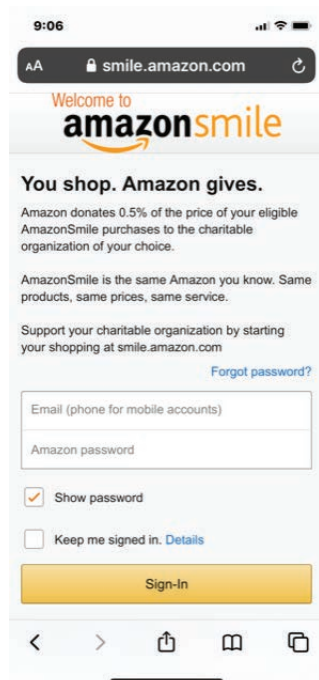 9:06
AA smile.amazon.com
Welcome to
amazonsmile
You shop. Amazon gives.
Amazon donates 0.5% of the price of your eligible
AmazonSmile purchases to the charitable
organization of your choice.
AmazonSmile is the same Amazon you know. Same
products, same prices, same service.
Support your charitable organization by starting
your shopping at smile.amazon.com
Forgot password?
Email (phone for mobile accounts)
Amazon password
Show password
Keep me signed in. Details
Sign-In